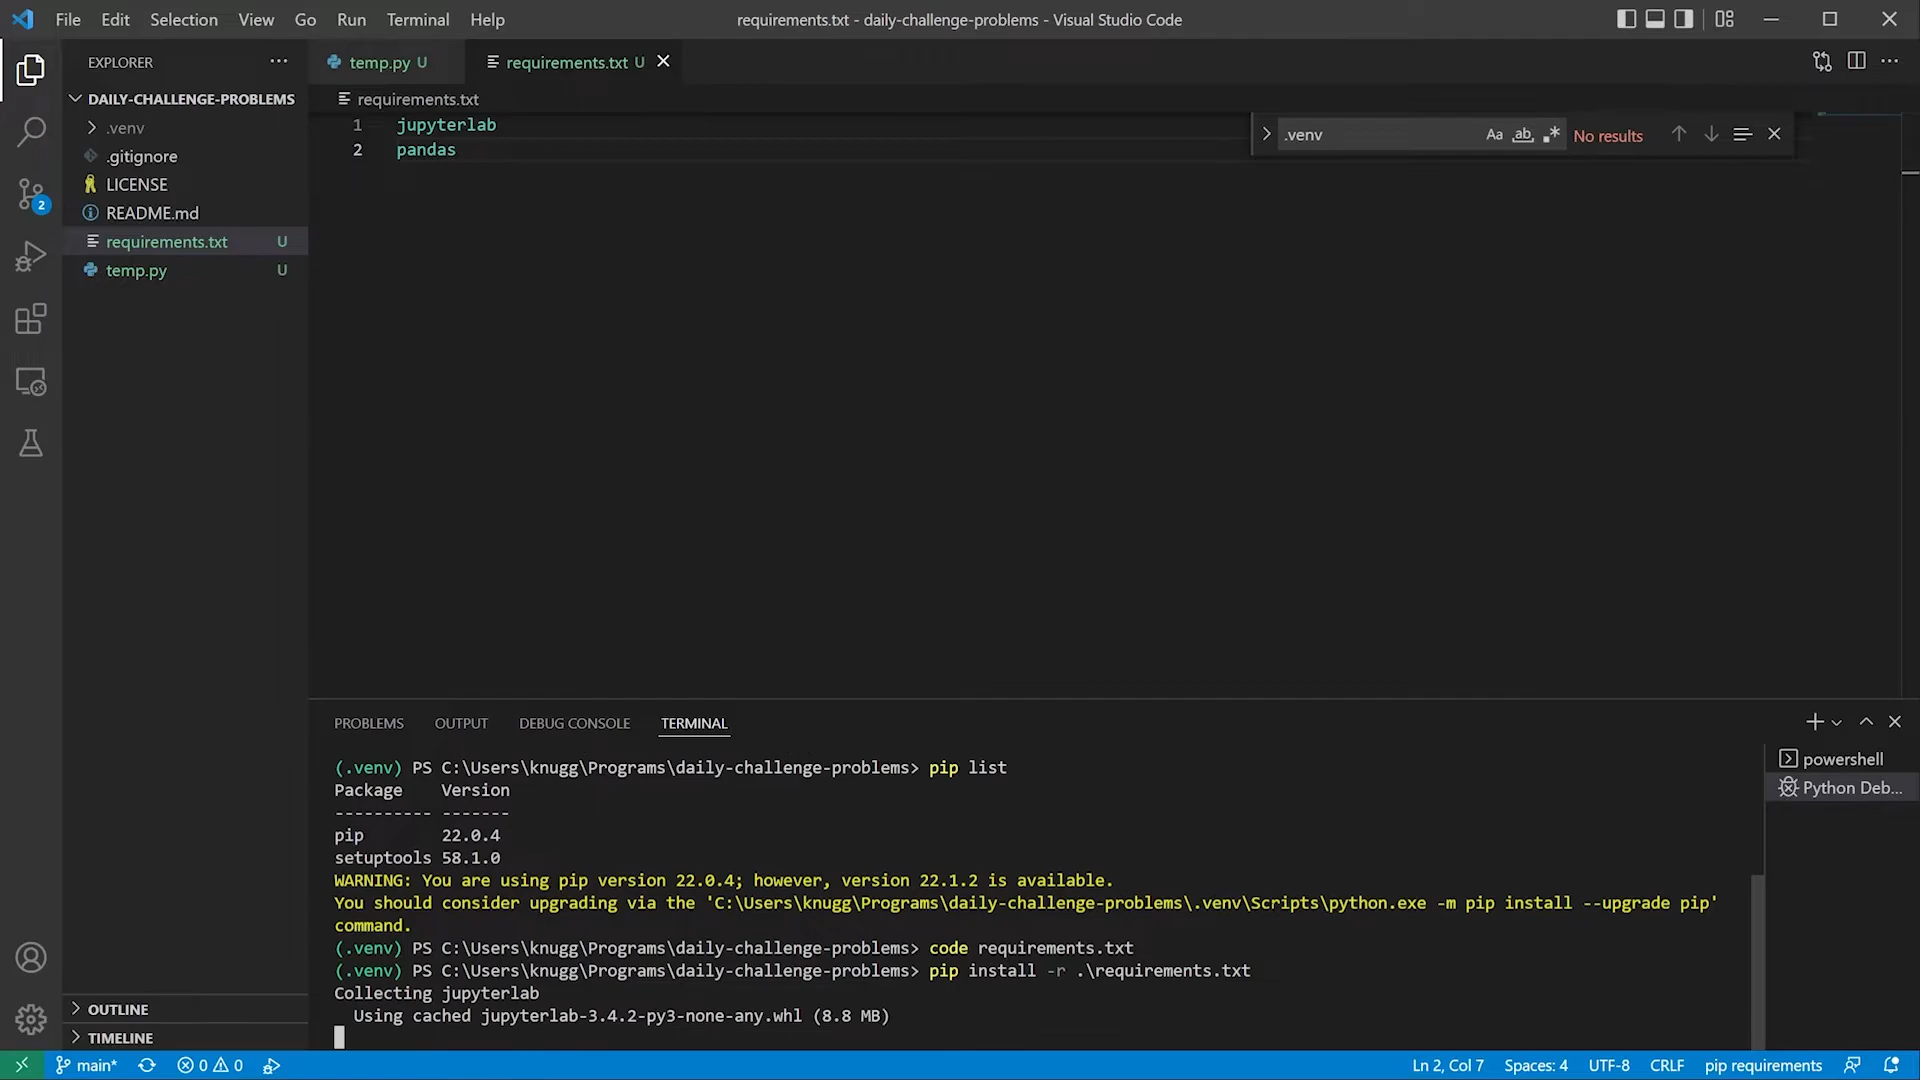 File Edit Selection View Go Run Terminal Help
requirements.txt - daily-challenge-problems - Visual Studio Code
EXPLORER
temp.py U
requirements.txt U
DAILY-CHALLENGE-PROBLEMS
.venv
.gitignore
LICENSE
README.md
requirements.txt U
temp.py U
OUTLINE
TIMELINE
requirements.txt
1 jupyterlab
2 pandas
.venv Aa ab .* No results
PROBLEMS OUTPUT DEBUG CONSOLE TERMINAL
(.venv) PS C:\Users\knugg\Programs\daily-challenge-problems> pip list
Package Version
---------- -------
pip 22.0.4
setuptools 58.1.0
WARNING: You are using pip version 22.0.4; however, version 22.1.2 is available.
You should consider upgrading via the 'C:\Users\knugg\Programs\daily-challenge-problems\.venv\Scripts\python.exe -m pip install --upgrade pip'
command.
(.venv) PS C:\Users\knugg\Programs\daily-challenge-problems> code requirements.txt
(.venv) PS C:\Users\knugg\Programs\daily-challenge-problems> pip install -r .\requirements.txt
Collecting jupyterlab
Using cached jupyterlab-3.4.2-py3-none-any.whl (8.8 MB)
powershell
Python Deb...
2
main* 0 0
Ln 2, Col 7 Spaces: 4 UTF-8 CRLF pip requirements